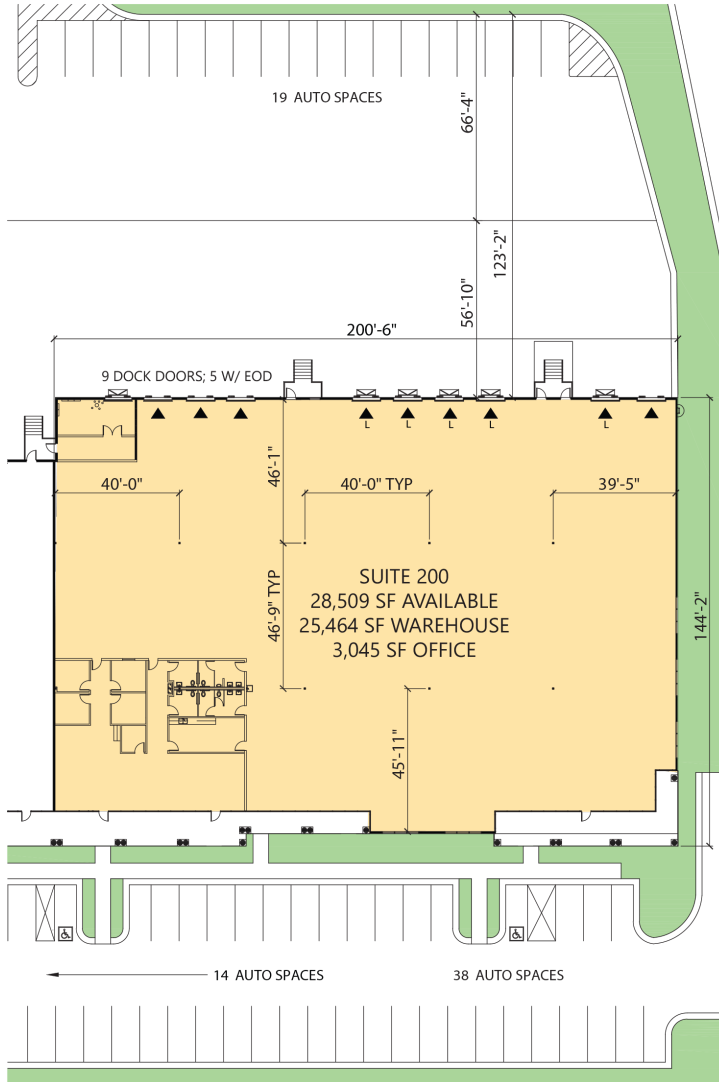 19 AUTO SPACES
66'-4"
123'-2"
56'-10"
200'-6"
9 DOCK DOORS; 5 W/ EOD
L
L
L
L
L
46'-1"
40'-0"
40'-0" TYP
39'-5"
46'-9" TYP
SUITE 200
28,509 SF AVAILABLE
25,464 SF WAREHOUSE
3,045 SF OFFICE
144'-2"
45'-11"
14 AUTO SPACES
38 AUTO SPACES